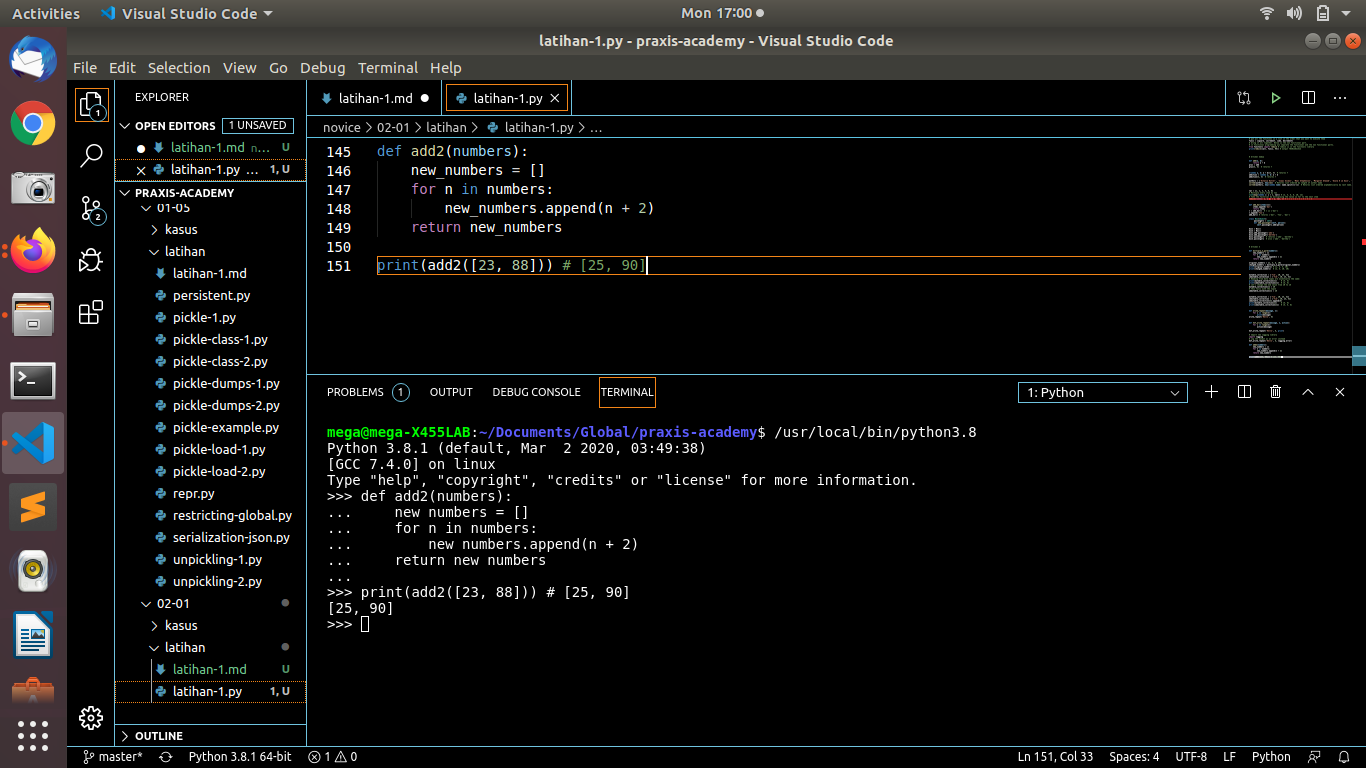 Activities Visual Studio Code Mon 17:00
latihan-1.py - praxis-academy - Visual Studio Code
File Edit Selection View Go Debug Terminal Help
EXPLORER
OPEN EDITORS 1 UNSAVED
latihan-1.md n... U
latihan-1.py ... 1, U
PRAXIS-ACADEMY
01-05
kasus
latihan
latihan-1.md
persistent.py
pickle-1.py
pickle-class-1.py
pickle-class-2.py
pickle-dumps-1.py
pickle-dumps-2.py
pickle-example.py
pickle-load-1.py
pickle-load-2.py
repr.py
restricting-global.py
serialization-json.py
unpickling-1.py
unpickling-2.py
02-01
kasus
latihan
latihan-1.md U
latihan-1.py 1, U
OUTLINE
1
2
latihan-1.md latihan-1.py
novice > 02-01 > latihan > latihan-1.py > ...
145 def add2(numbers):
146 new_numbers = []
147 for n in numbers:
148 new_numbers.append(n + 2)
149 return new_numbers
150
151 print(add2([23, 88])) # [25, 90]
PROBLEMS 1 OUTPUT DEBUG CONSOLE TERMINAL 1: Python
mega@mega-X455LAB:~/Documents/Global/praxis-academy$ /usr/local/bin/python3.8
Python 3.8.1 (default, Mar  2 2020, 03:49:38)
[GCC 7.4.0] on linux
Type "help", "copyright", "credits" or "license" for more information.
>>> def add2(numbers):
...     new numbers = []
...     for n in numbers:
...         new numbers.append(n + 2)
...     return new numbers
...
>>> print(add2([23, 88])) # [25, 90]
[25, 90]
>>>
master* Python 3.8.1 64-bit 1 0 Ln 151, Col 33 Spaces: 4 UTF-8 LF Python